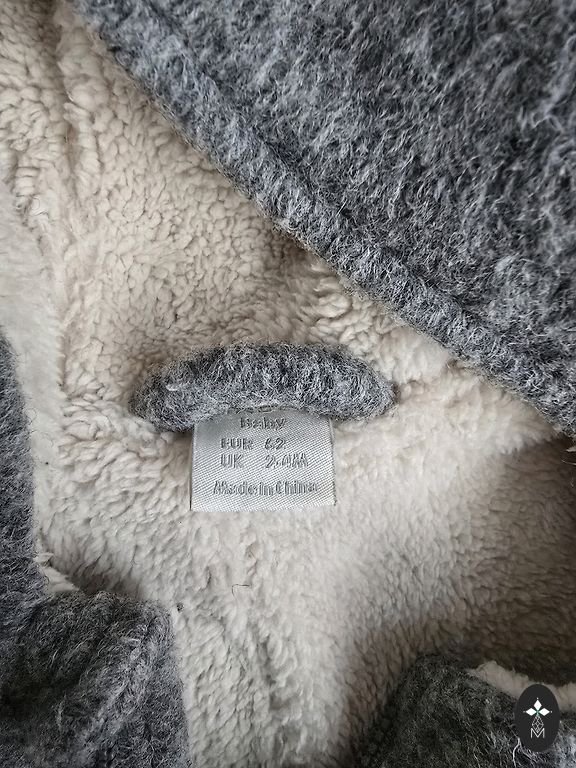 Baby
EUR 62
UK 2-4M
Made in China
M